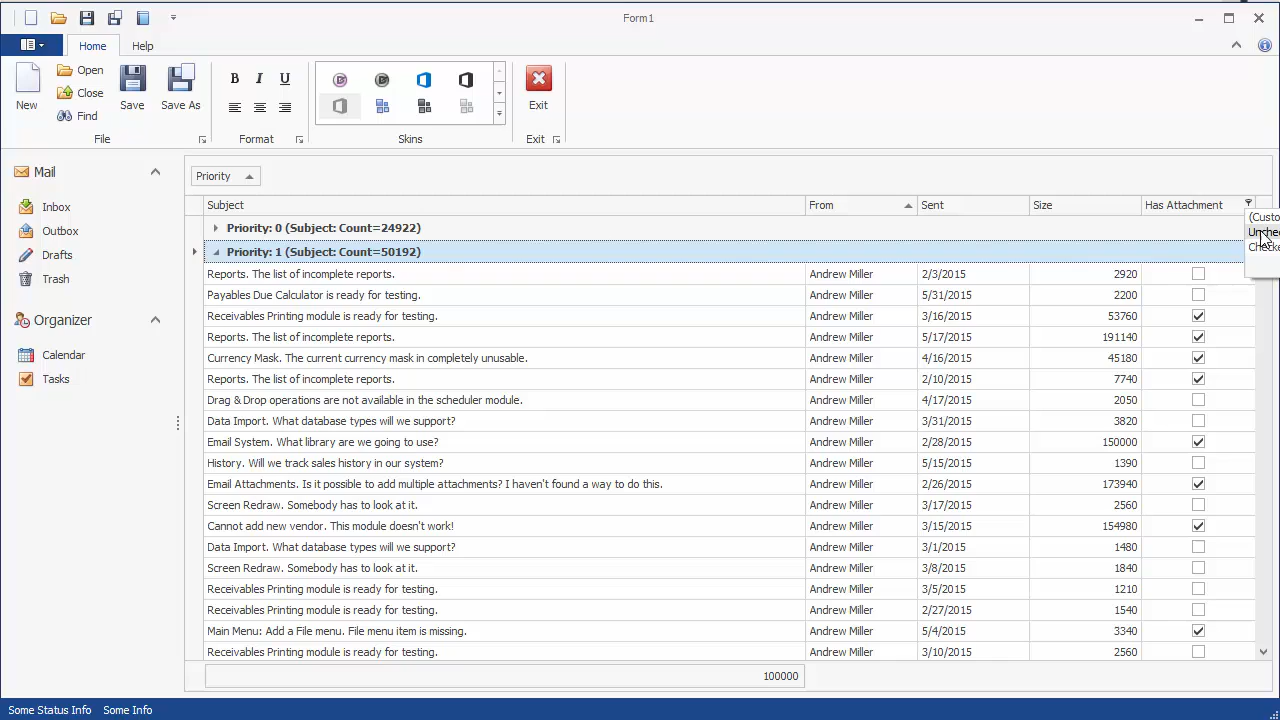 Form1
Home Help
New Open Close Find Save Save As B I U Exit
File Format Skins Exit
Mail
Inbox
Outbox
Drafts
Trash
Organizer
Calendar
Tasks
Priority
Subject From Sent Size Has Attachment
(Custo
Unche
Checke
Priority: 0 (Subject: Count=24922)
Priority: 1 (Subject: Count=50192)
Reports. The list of incomplete reports. Andrew Miller 2/3/2015 2920
Payables Due Calculator is ready for testing. Andrew Miller 5/31/2015 2200
Receivables Printing module is ready for testing. Andrew Miller 3/16/2015 53760
Reports. The list of incomplete reports. Andrew Miller 5/17/2015 191140
Currency Mask. The current currency mask in completely unusable. Andrew Miller 4/16/2015 45180
Reports. The list of incomplete reports. Andrew Miller 2/10/2015 7740
Drag & Drop operations are not available in the scheduler module. Andrew Miller 4/17/2015 2050
Data Import. What database types will we support? Andrew Miller 3/31/2015 3820
Email System. What library are we going to use? Andrew Miller 2/28/2015 150000
History. Will we track sales history in our system? Andrew Miller 5/15/2015 1390
Email Attachments. Is it possible to add multiple attachments? I haven't found a way to do this. Andrew Miller 2/26/2015 173940
Screen Redraw. Somebody has to look at it. Andrew Miller 3/17/2015 2560
Cannot add new vendor. This module doesn't work! Andrew Miller 3/15/2015 154980
Data Import. What database types will we support? Andrew Miller 3/1/2015 1480
Screen Redraw. Somebody has to look at it. Andrew Miller 3/8/2015 1840
Receivables Printing module is ready for testing. Andrew Miller 3/5/2015 1210
Receivables Printing module is ready for testing. Andrew Miller 2/27/2015 1540
Main Menu: Add a File menu. File menu item is missing. Andrew Miller 5/4/2015 3340
Receivables Printing module is ready for testing. Andrew Miller 3/10/2015 2560
100000
Some Status Info Some Info